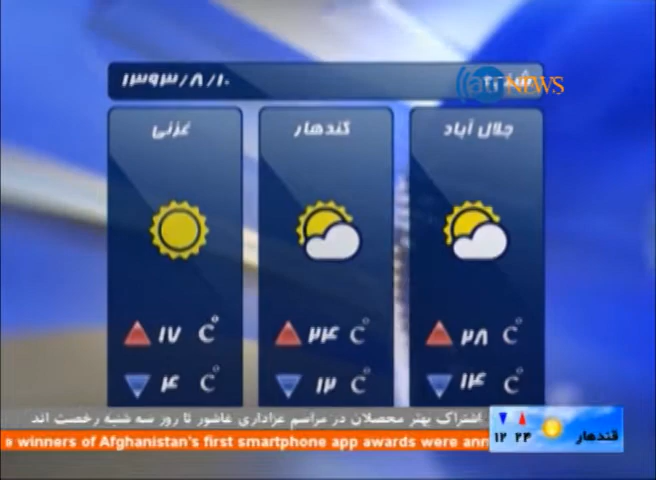 ۱۳۹۳/۸/۱۰
ati NEWS
جلال آباد
کندهار
غزنی
۲۸ C°
۲۴ C°
۱۷ C°
۱۴ C°
۱۲ C°
۴ C°
اشتراک بهتر محصلان در مراسم عزاداری عاشور تا روز سه شنبه رخصت اند
winners of Afghanistan's first smartphone app awards were ann
قندهار
۲۴
۱۲